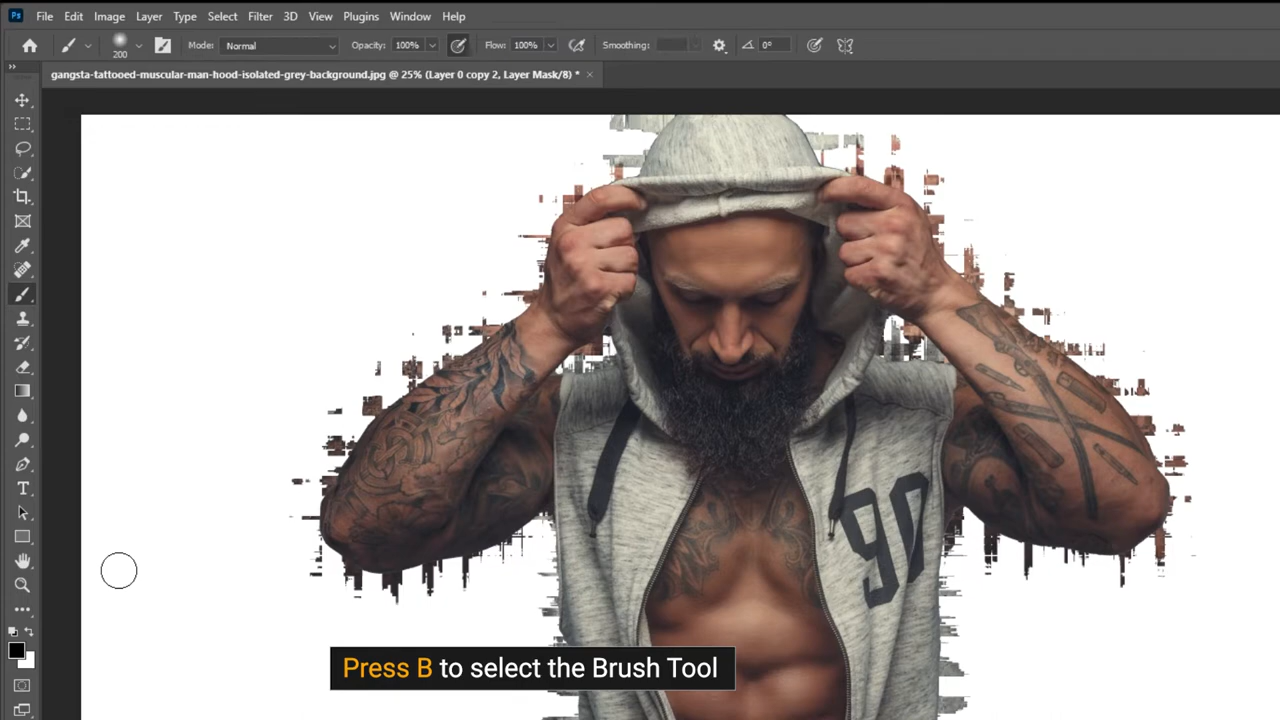 Ps File Edit Image Layer Type Select Filter 3D View Plugins Window Help
200 Mode: Normal Opacity: 100% Flow: 100% Smoothing: 0°
gangsta-tattooed-muscular-man-hood-isolated-grey-background.jpg @ 25% (Layer 0 copy 2, Layer Mask/8) * ×
90
Press B to select the Brush Tool